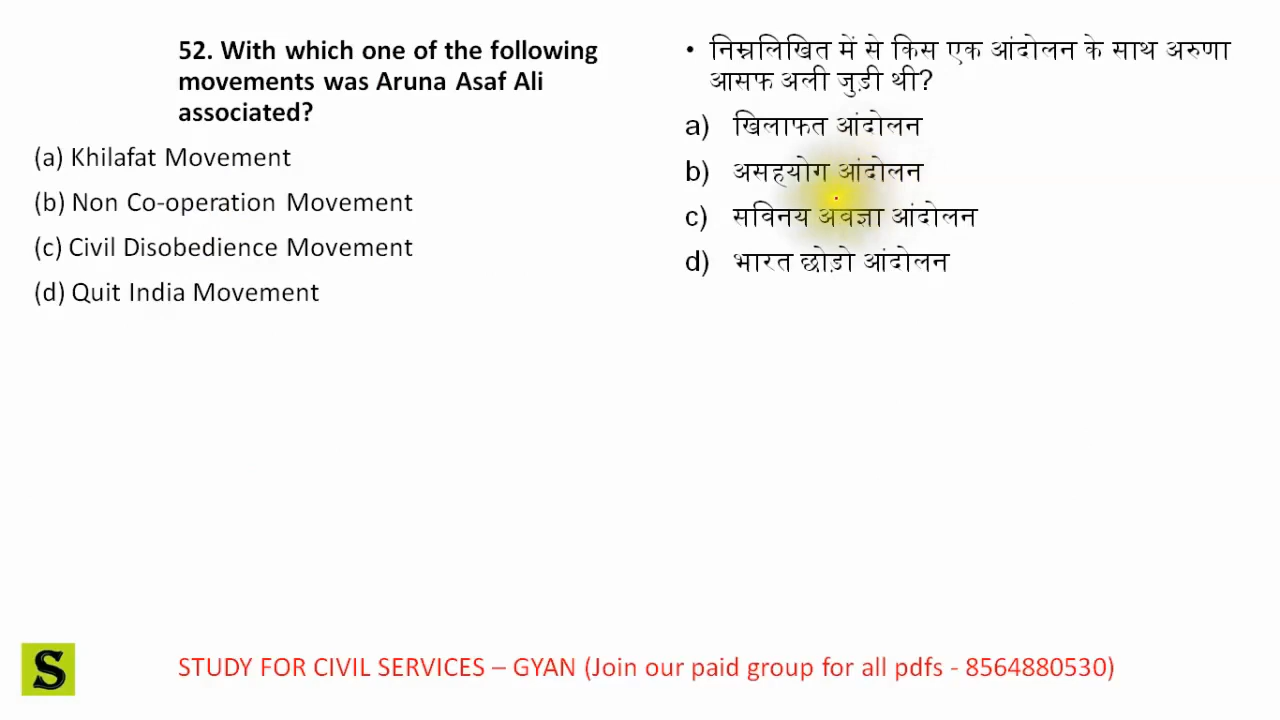 52. With which one of the following
movements was Aruna Asaf Ali
associated?
(a) Khilafat Movement
(b) Non Co-operation Movement
(c) Civil Disobedience Movement
(d) Quit India Movement
• निम्नलिखित में से किस एक आंदोलन के साथ अरुणा
आसफ अली जुड़ी थी?
a) खिलाफत आंदोलन
b) असहयोग आंदोलन
c) सविनय अवज्ञा आंदोलन
d) भारत छोड़ो आंदोलन
S
STUDY FOR CIVIL SERVICES – GYAN (Join our paid group for all pdfs - 8564880530)